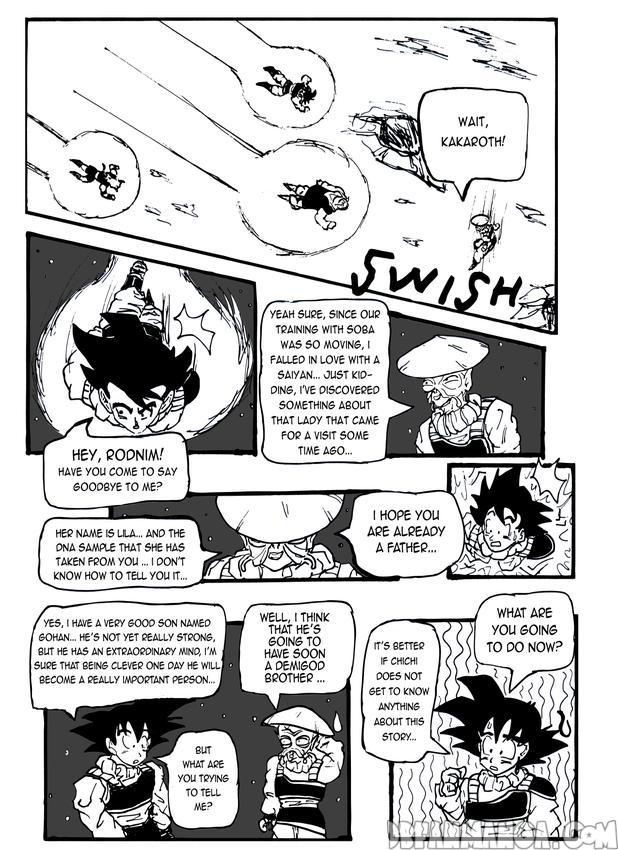 WAIT,
KAKAROTH!
SWISH
HEY, RODNIM!
HAVE YOU COME TO SAY
GOODBYE TO ME?
YEAH SURE, SINCE OUR
TRAINING WITH SOBA
WAS SO MOVING, I
FALLED IN LOVE WITH A
SAIYAN... JUST KID-
DING, I'VE DISCOVERED
SOMETHING ABOUT
THAT LADY THAT CAME
FOR A VISIT SOME
TIME AGO...
HER NAME IS LILA... AND THE
DNA SAMPLE THAT SHE HAS
TAKEN FROM YOU ... I DON'T
KNOW HOW TO TELL YOU IT...
I HOPE YOU
ARE ALREADY
A FATHER...
YES, I HAVE A VERY GOOD SON NAMED
GOHAN... HE'S NOT YET REALLY STRONG,
BUT HE HAS AN EXTRAORDINARY MIND, I'M
SURE THAT BEING CLEVER ONE DAY HE WILL
BECOME A REALLY IMPORTANT PERSON...
WELL, I THINK
THAT HE'S
GOING TO
HAVE SOON
A DEMIGOD
BROTHER ...
BUT
WHAT ARE
YOU TRYING
TO TELL
ME?
WHAT ARE
YOU GOING
TO DO NOW?
IT'S BETTER
IF CHICHI
DOES NOT
GET TO KNOW
ANYTHING
ABOUT THIS
STORY...
DBFANMANGA.COM